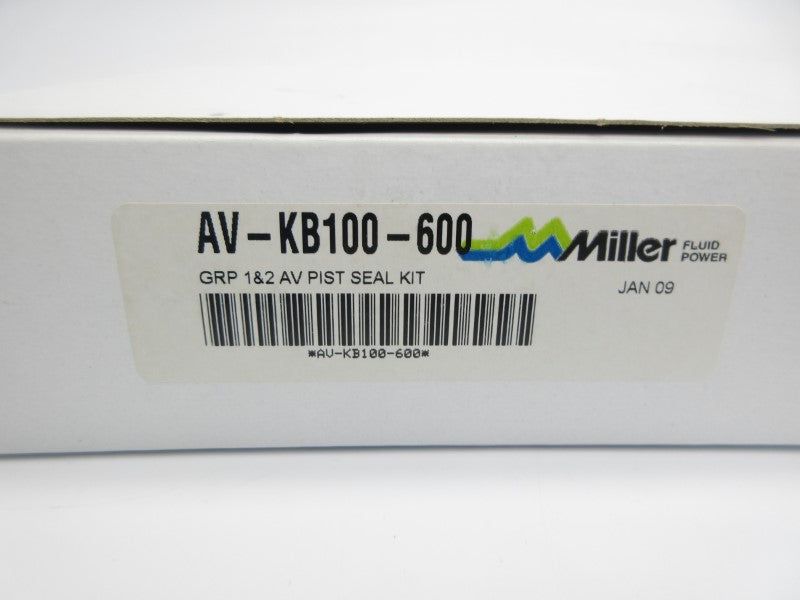 AV-KB100-600
Miller FLUID POWER
GRP 1&2 AV PIST SEAL KIT
JAN 09
*AV-KB100-600*